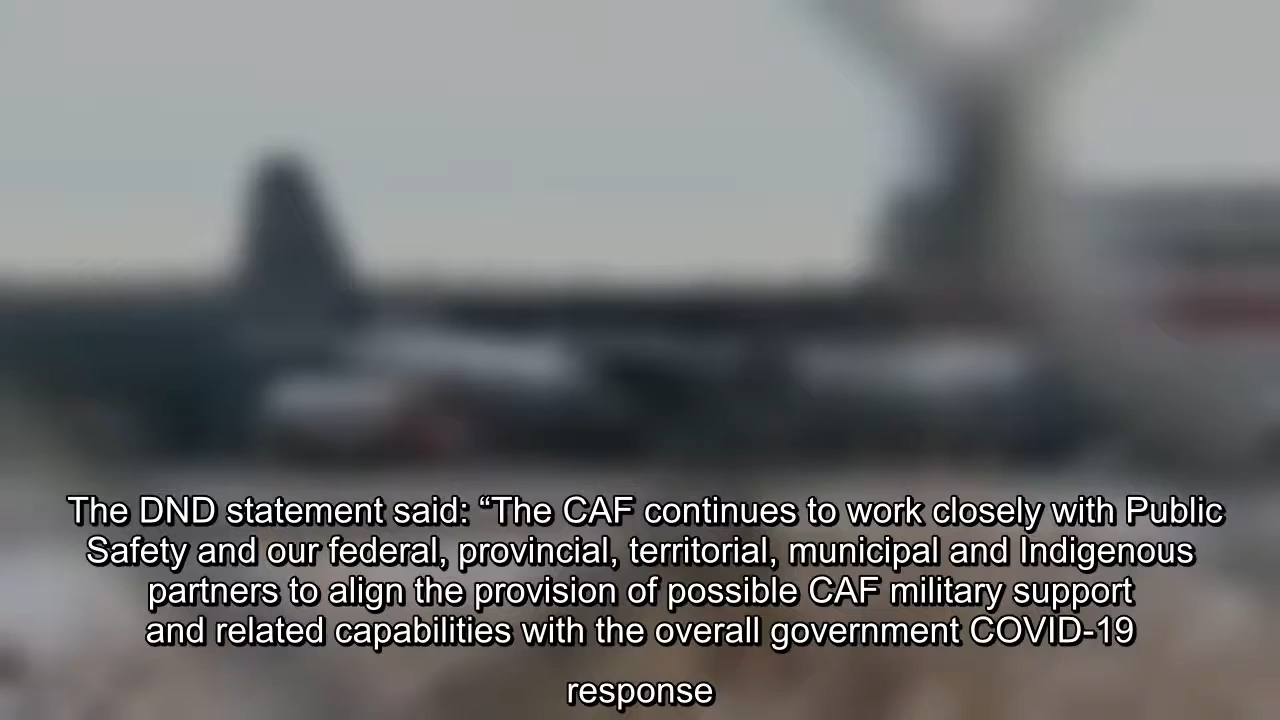 The DND statement said: “The CAF continues to work closely with Public
Safety and our federal, provincial, territorial, municipal and Indigenous
partners to align the provision of possible CAF military support
and related capabilities with the overall government COVID-19
response